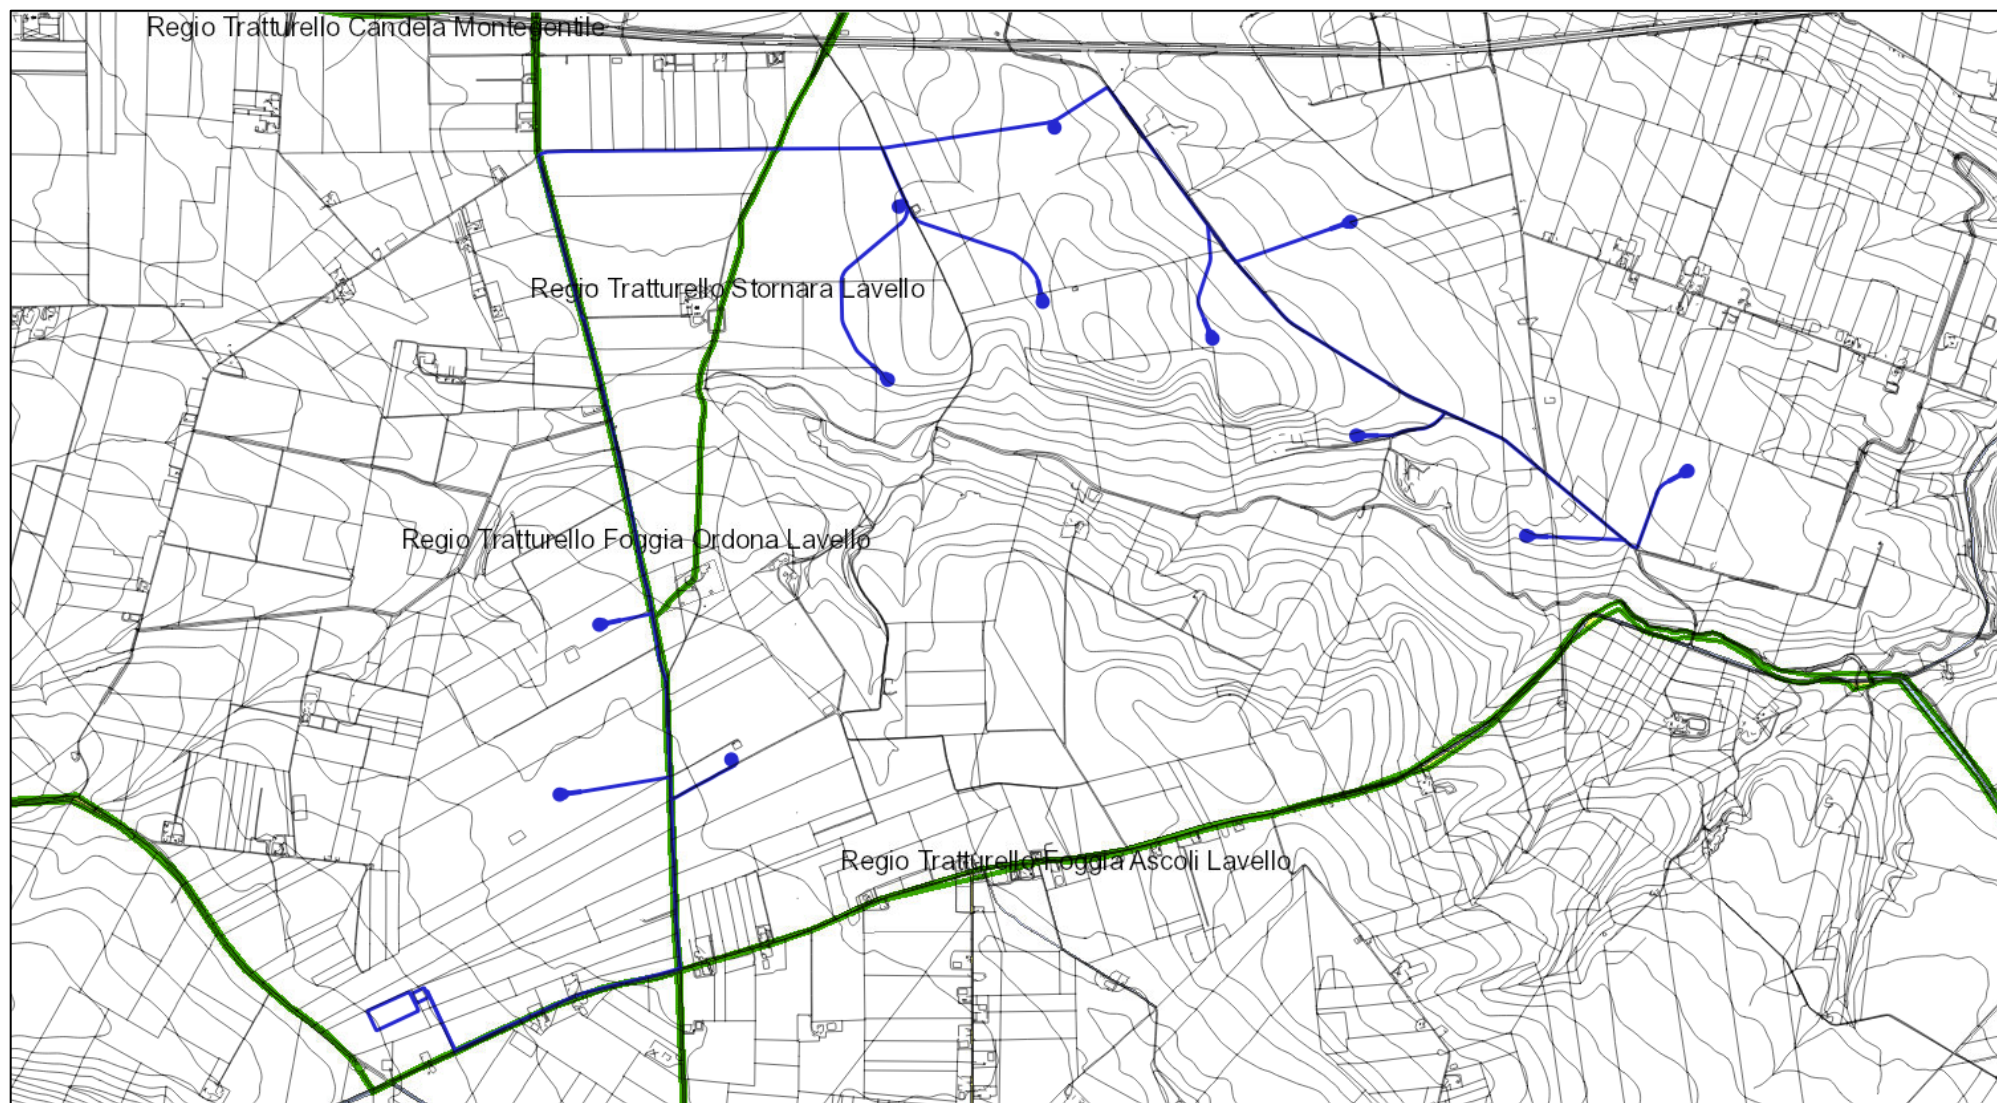 Regio Tratturello Candela Montegentile
Regio Tratturello Stornara Lavello
Regio Tratturello Foggia Ordona Lavello
Regio Tratturello Foggia Ascoli Lavello